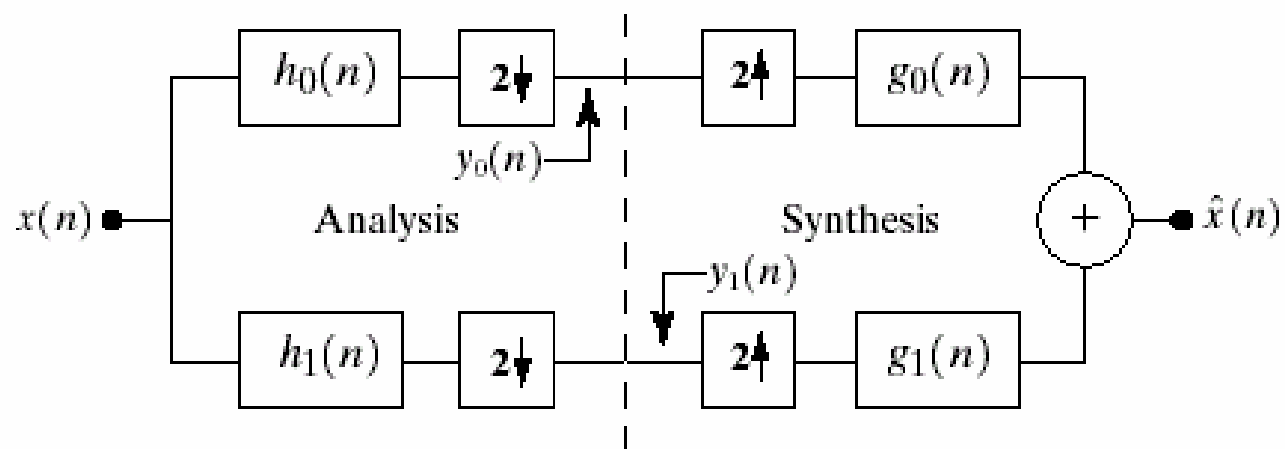 h₀(n) 2↓ 2↑ g₀(n)
y₀(n)
x(n) Analysis Synthesis + x̂(n)
y₁(n)
h₁(n) 2↓ 2↑ g₁(n)